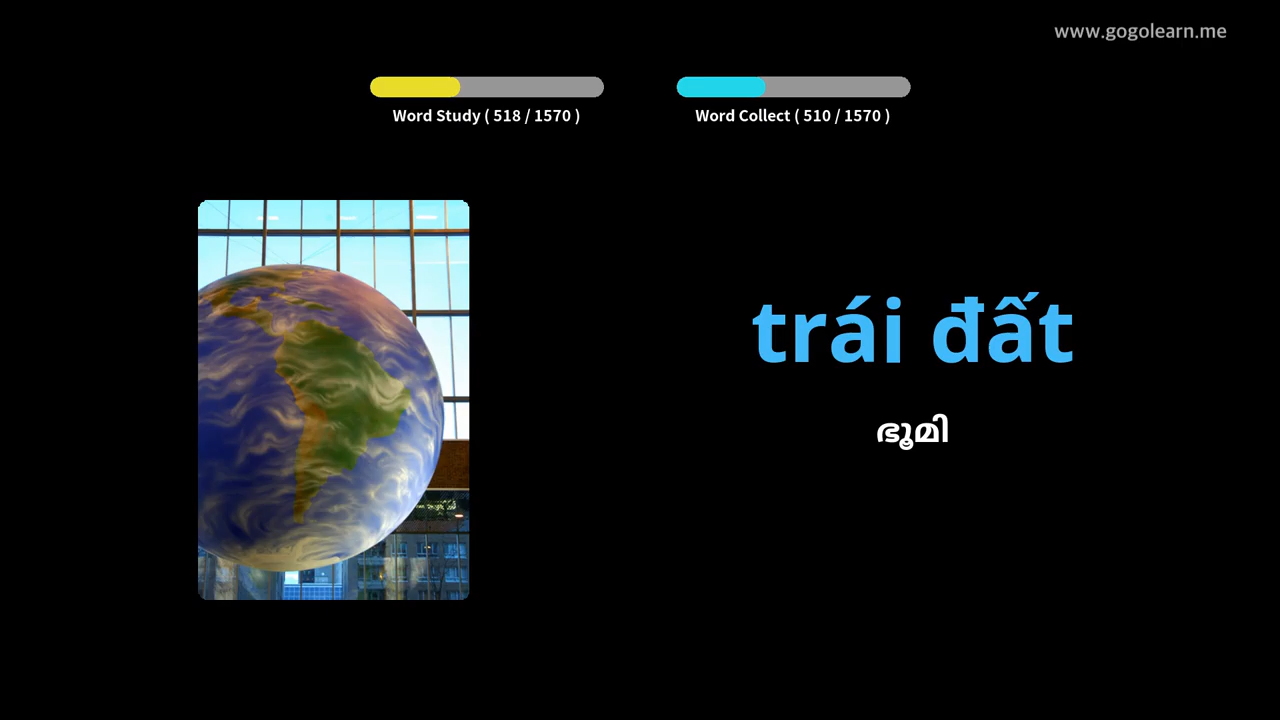 www.gogolearn.me
Word Study ( 518 / 1570 )
Word Collect ( 510 / 1570 )
trái đất
ഭൂമി